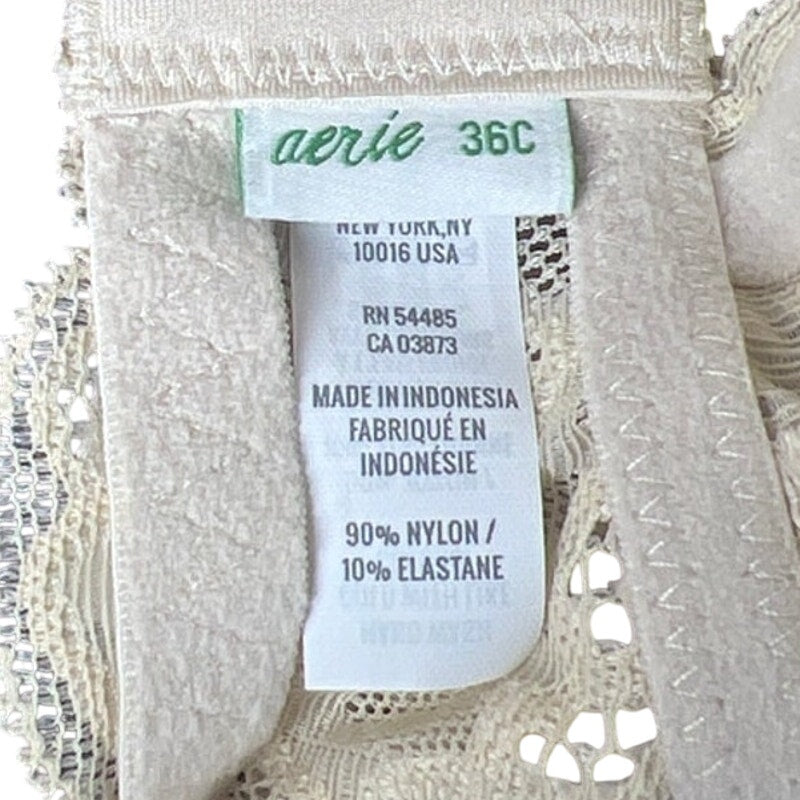 aerie 36C
NEW YORK, NY
10016 USA
RN 54485
CA 03873
MADE IN INDONESIA
FABRIQUÉ EN
INDONÉSIE
90% NYLON /
10% ELASTANE